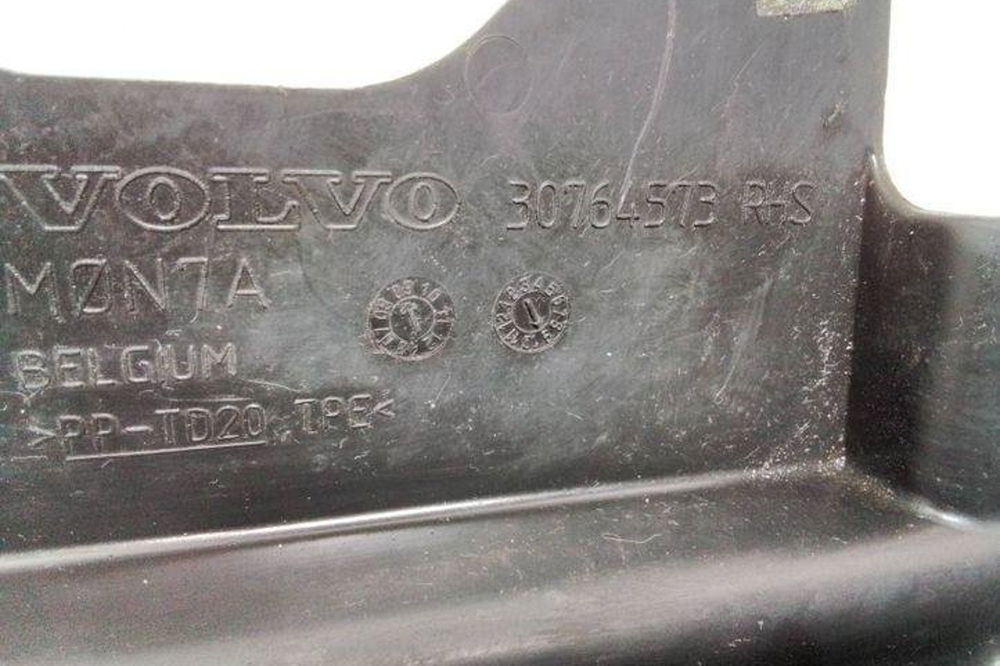 VOLVO 30764573 RHS
MØN7A
BELGIUM
>PP-TD20,TPE<